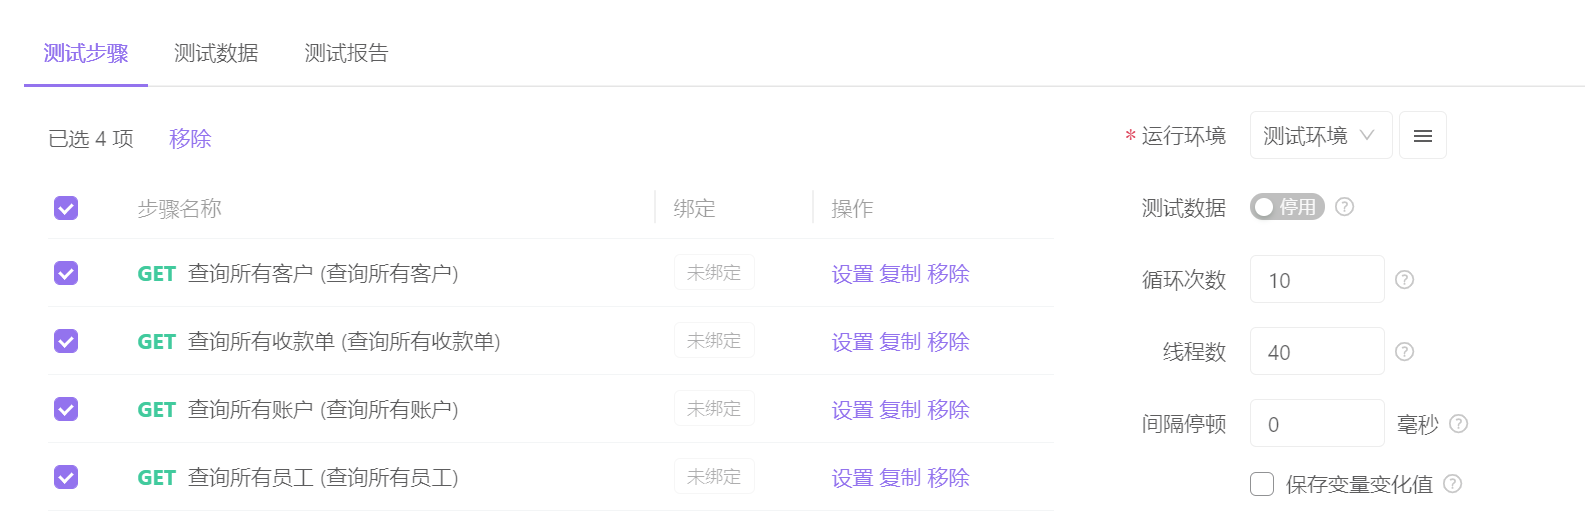 测试步骤 测试数据 测试报告
已选 4 项 移除
步骤名称 绑定 操作
GET 查询所有客户 (查询所有客户) 未绑定 设置 复制 移除
GET 查询所有收款单 (查询所有收款单) 未绑定 设置 复制 移除
GET 查询所有账户 (查询所有账户) 未绑定 设置 复制 移除
GET 查询所有员工 (查询所有员工) 未绑定 设置 复制 移除
* 运行环境 测试环境
测试数据 停用 ?
循环次数 10 ?
线程数 40 ?
间隔停顿 0 毫秒 ?
保存变量变化值 ?